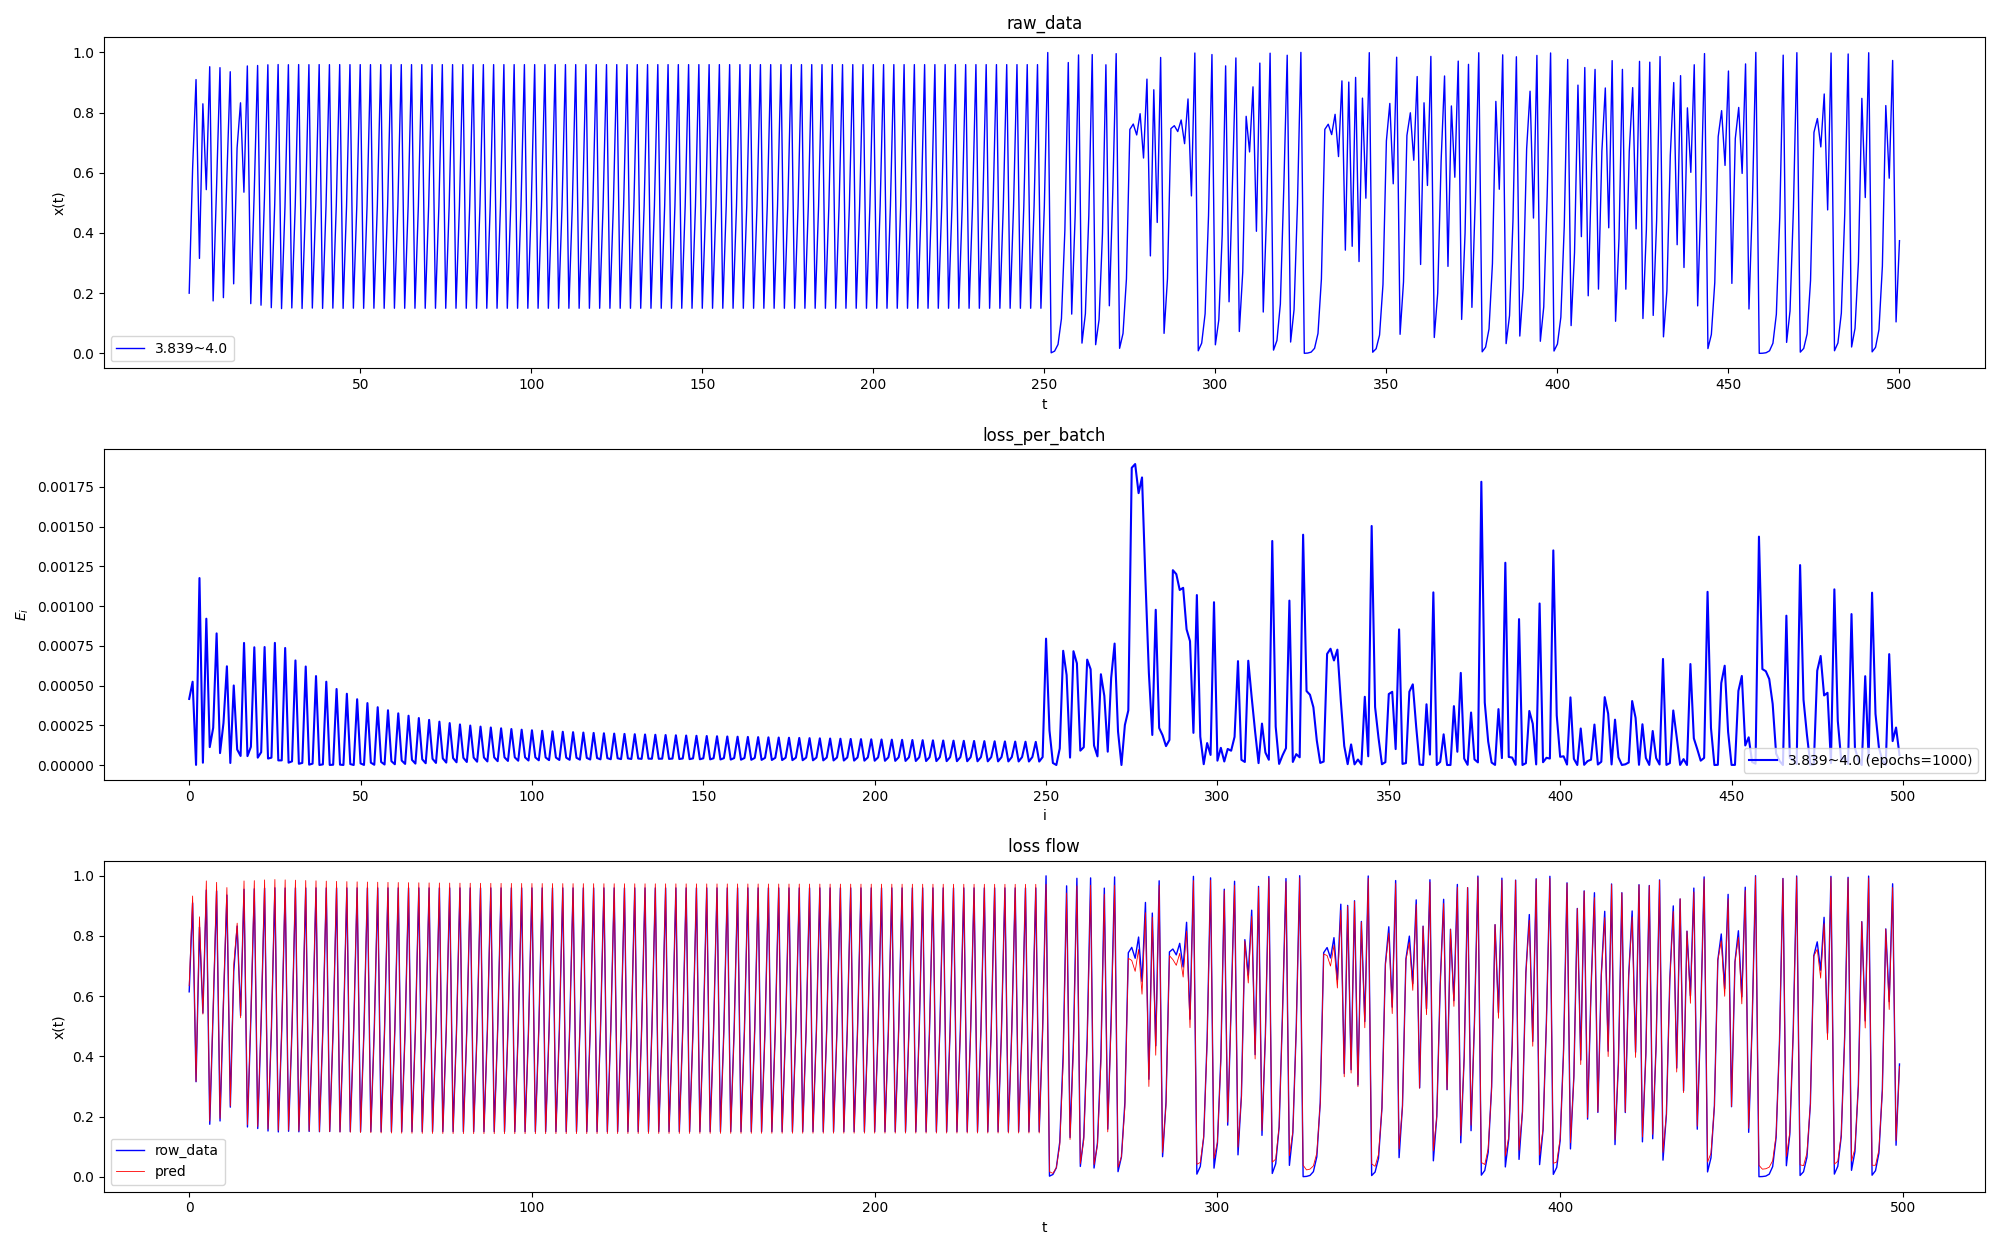 raw_data
1.0
0.8
0.6
0.4
0.2
0.0
x(t)
3.839~4.0
50 100 150 200 250 300 350 400 450 500
t
loss_per_batch
0.00175
0.00150
0.00125
0.00100
0.00075
0.00050
0.00025
0.00000
E_i
3.839~4.0 (epochs=1000)
0 50 100 150 200 250 300 350 400 450 500
i
loss flow
1.0
0.8
0.6
0.4
0.2
0.0
x(t)
row_data
pred
0 100 200 300 400 500
t